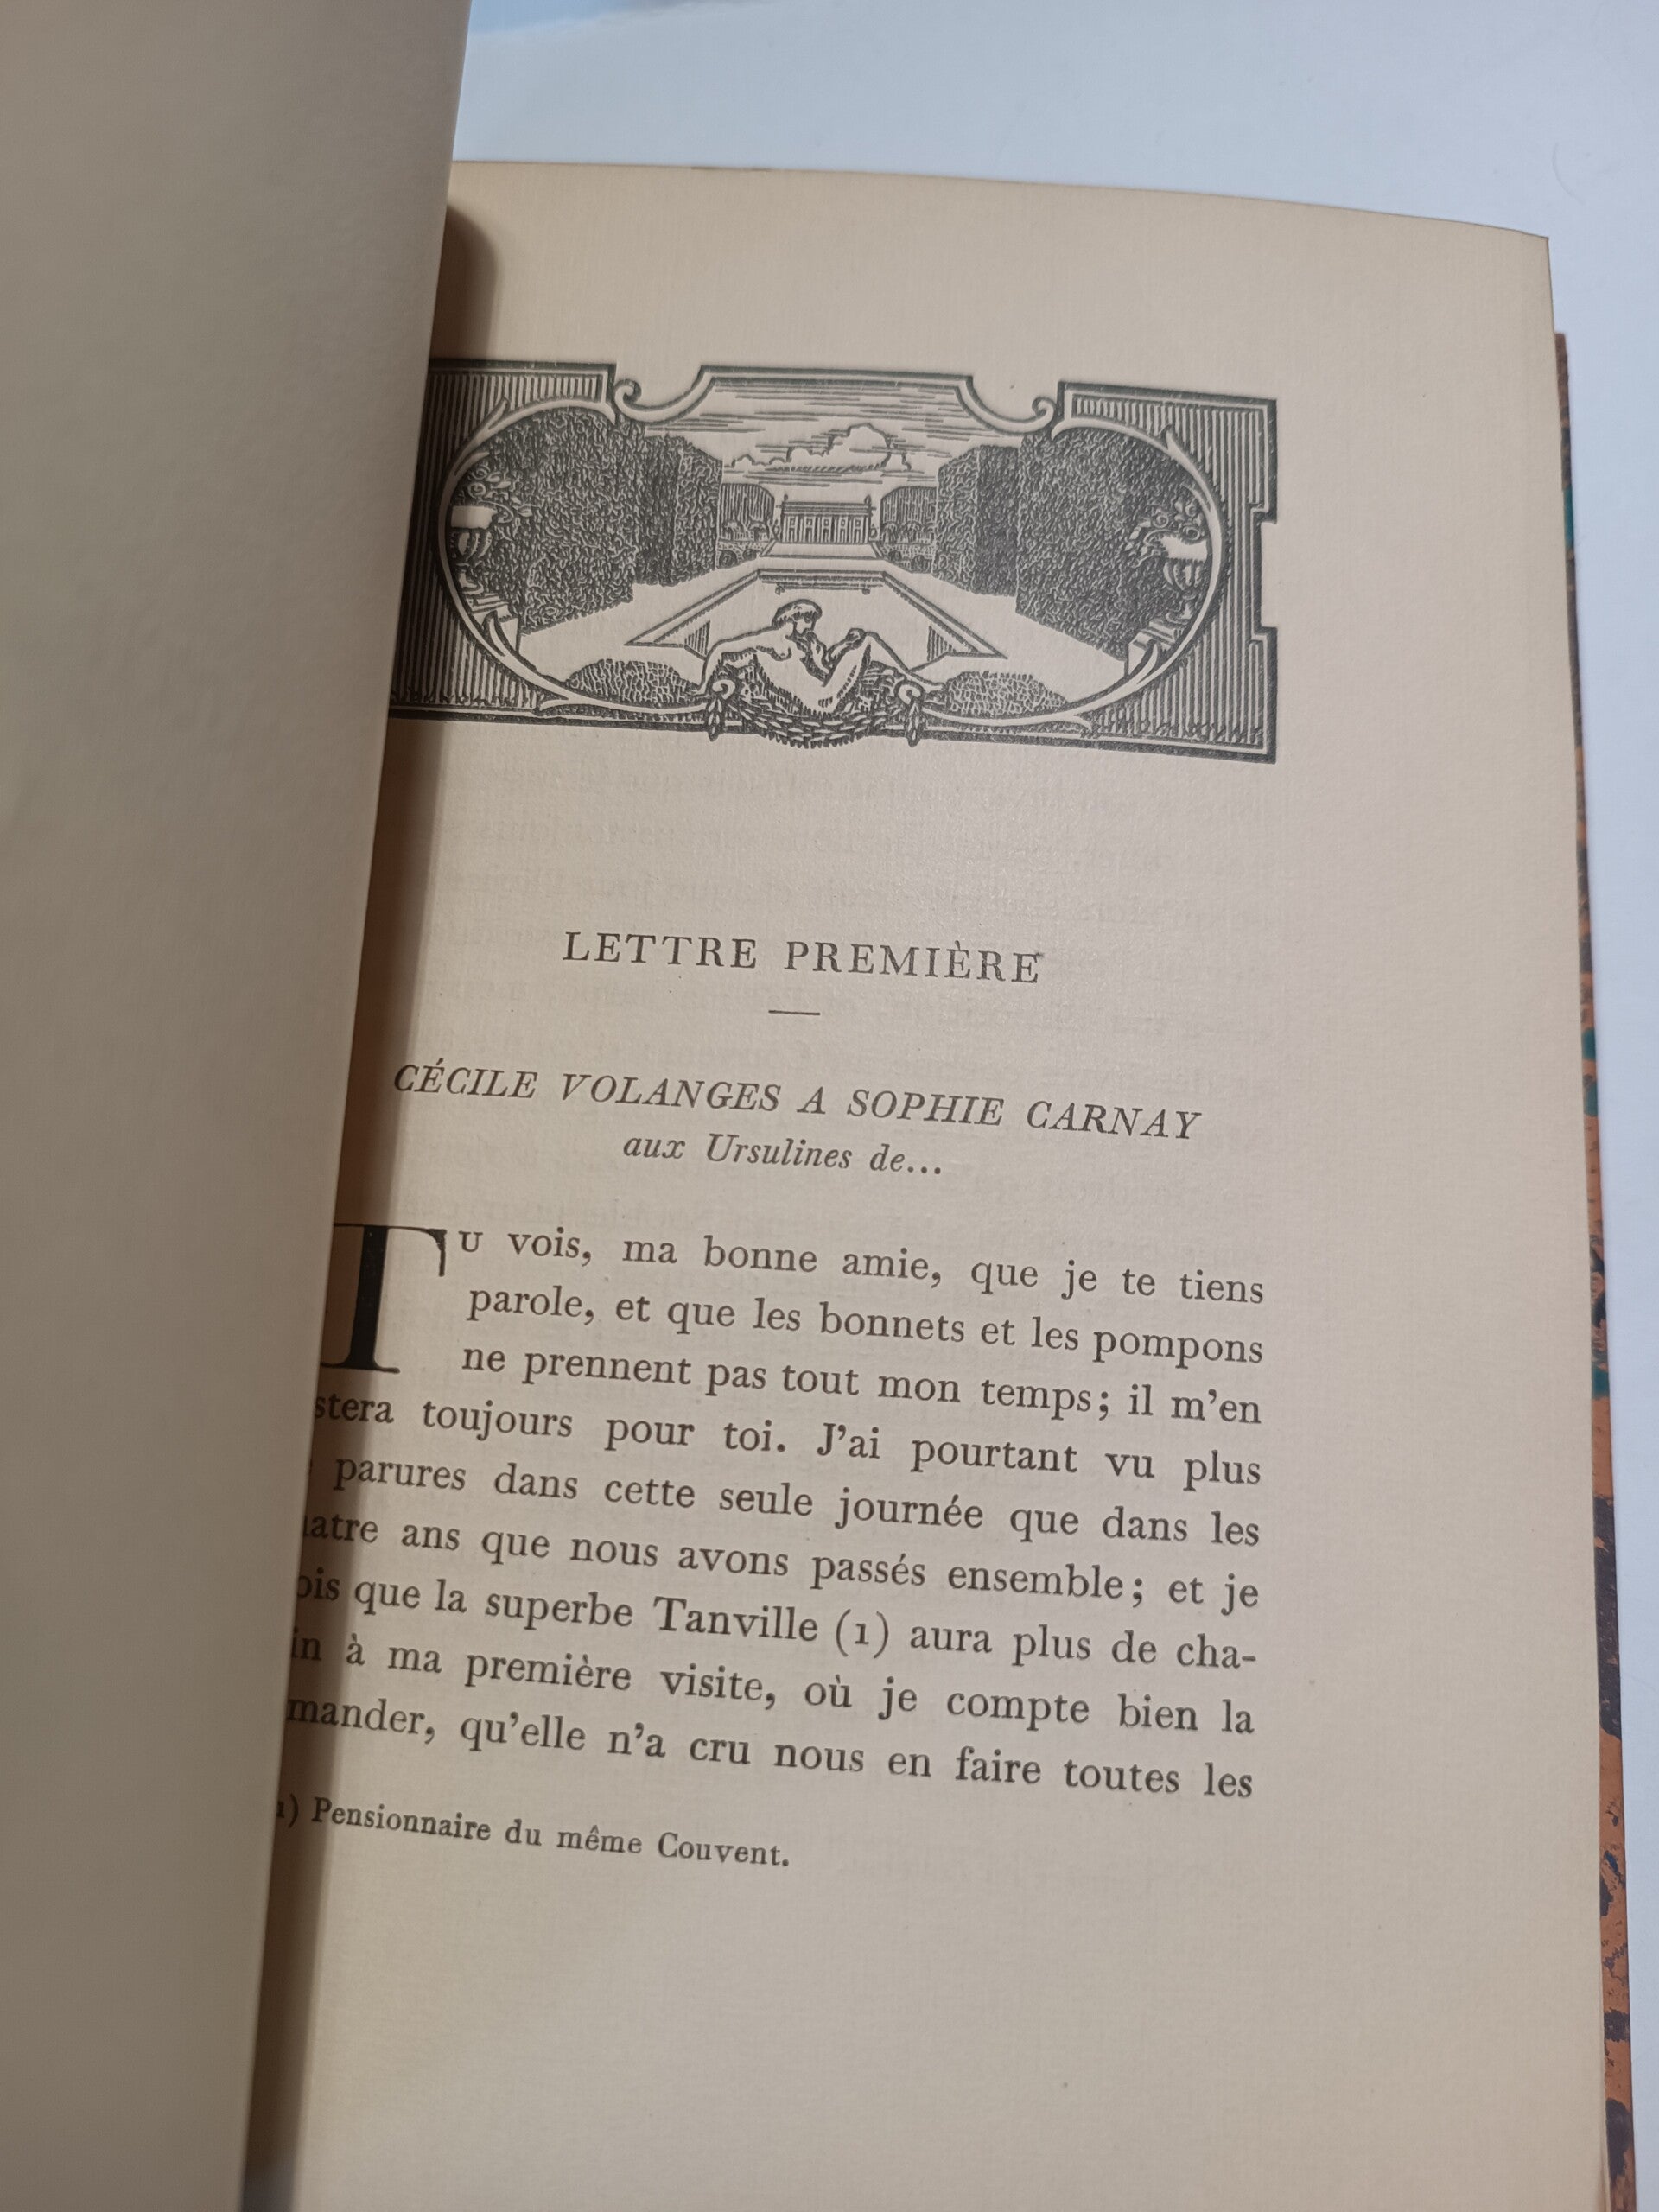 LETTRE PREMIÈRE
CÉCILE VOLANGES A SOPHIE CARNAY
aux Ursulines de...
TU vois, ma bonne amie, que je te tiens
parole, et que les bonnets et les pompons
ne prennent pas tout mon temps; il m'en
stera toujours pour toi. J'ai pourtant vu plus
parures dans cette seule journée que dans les
atre ans que nous avons passés ensemble; et je
ois que la superbe Tanville (1) aura plus de cha-
in à ma première visite, où je compte bien la
mander, qu'elle n'a cru nous en faire toutes les
1) Pensionnaire du même Couvent.